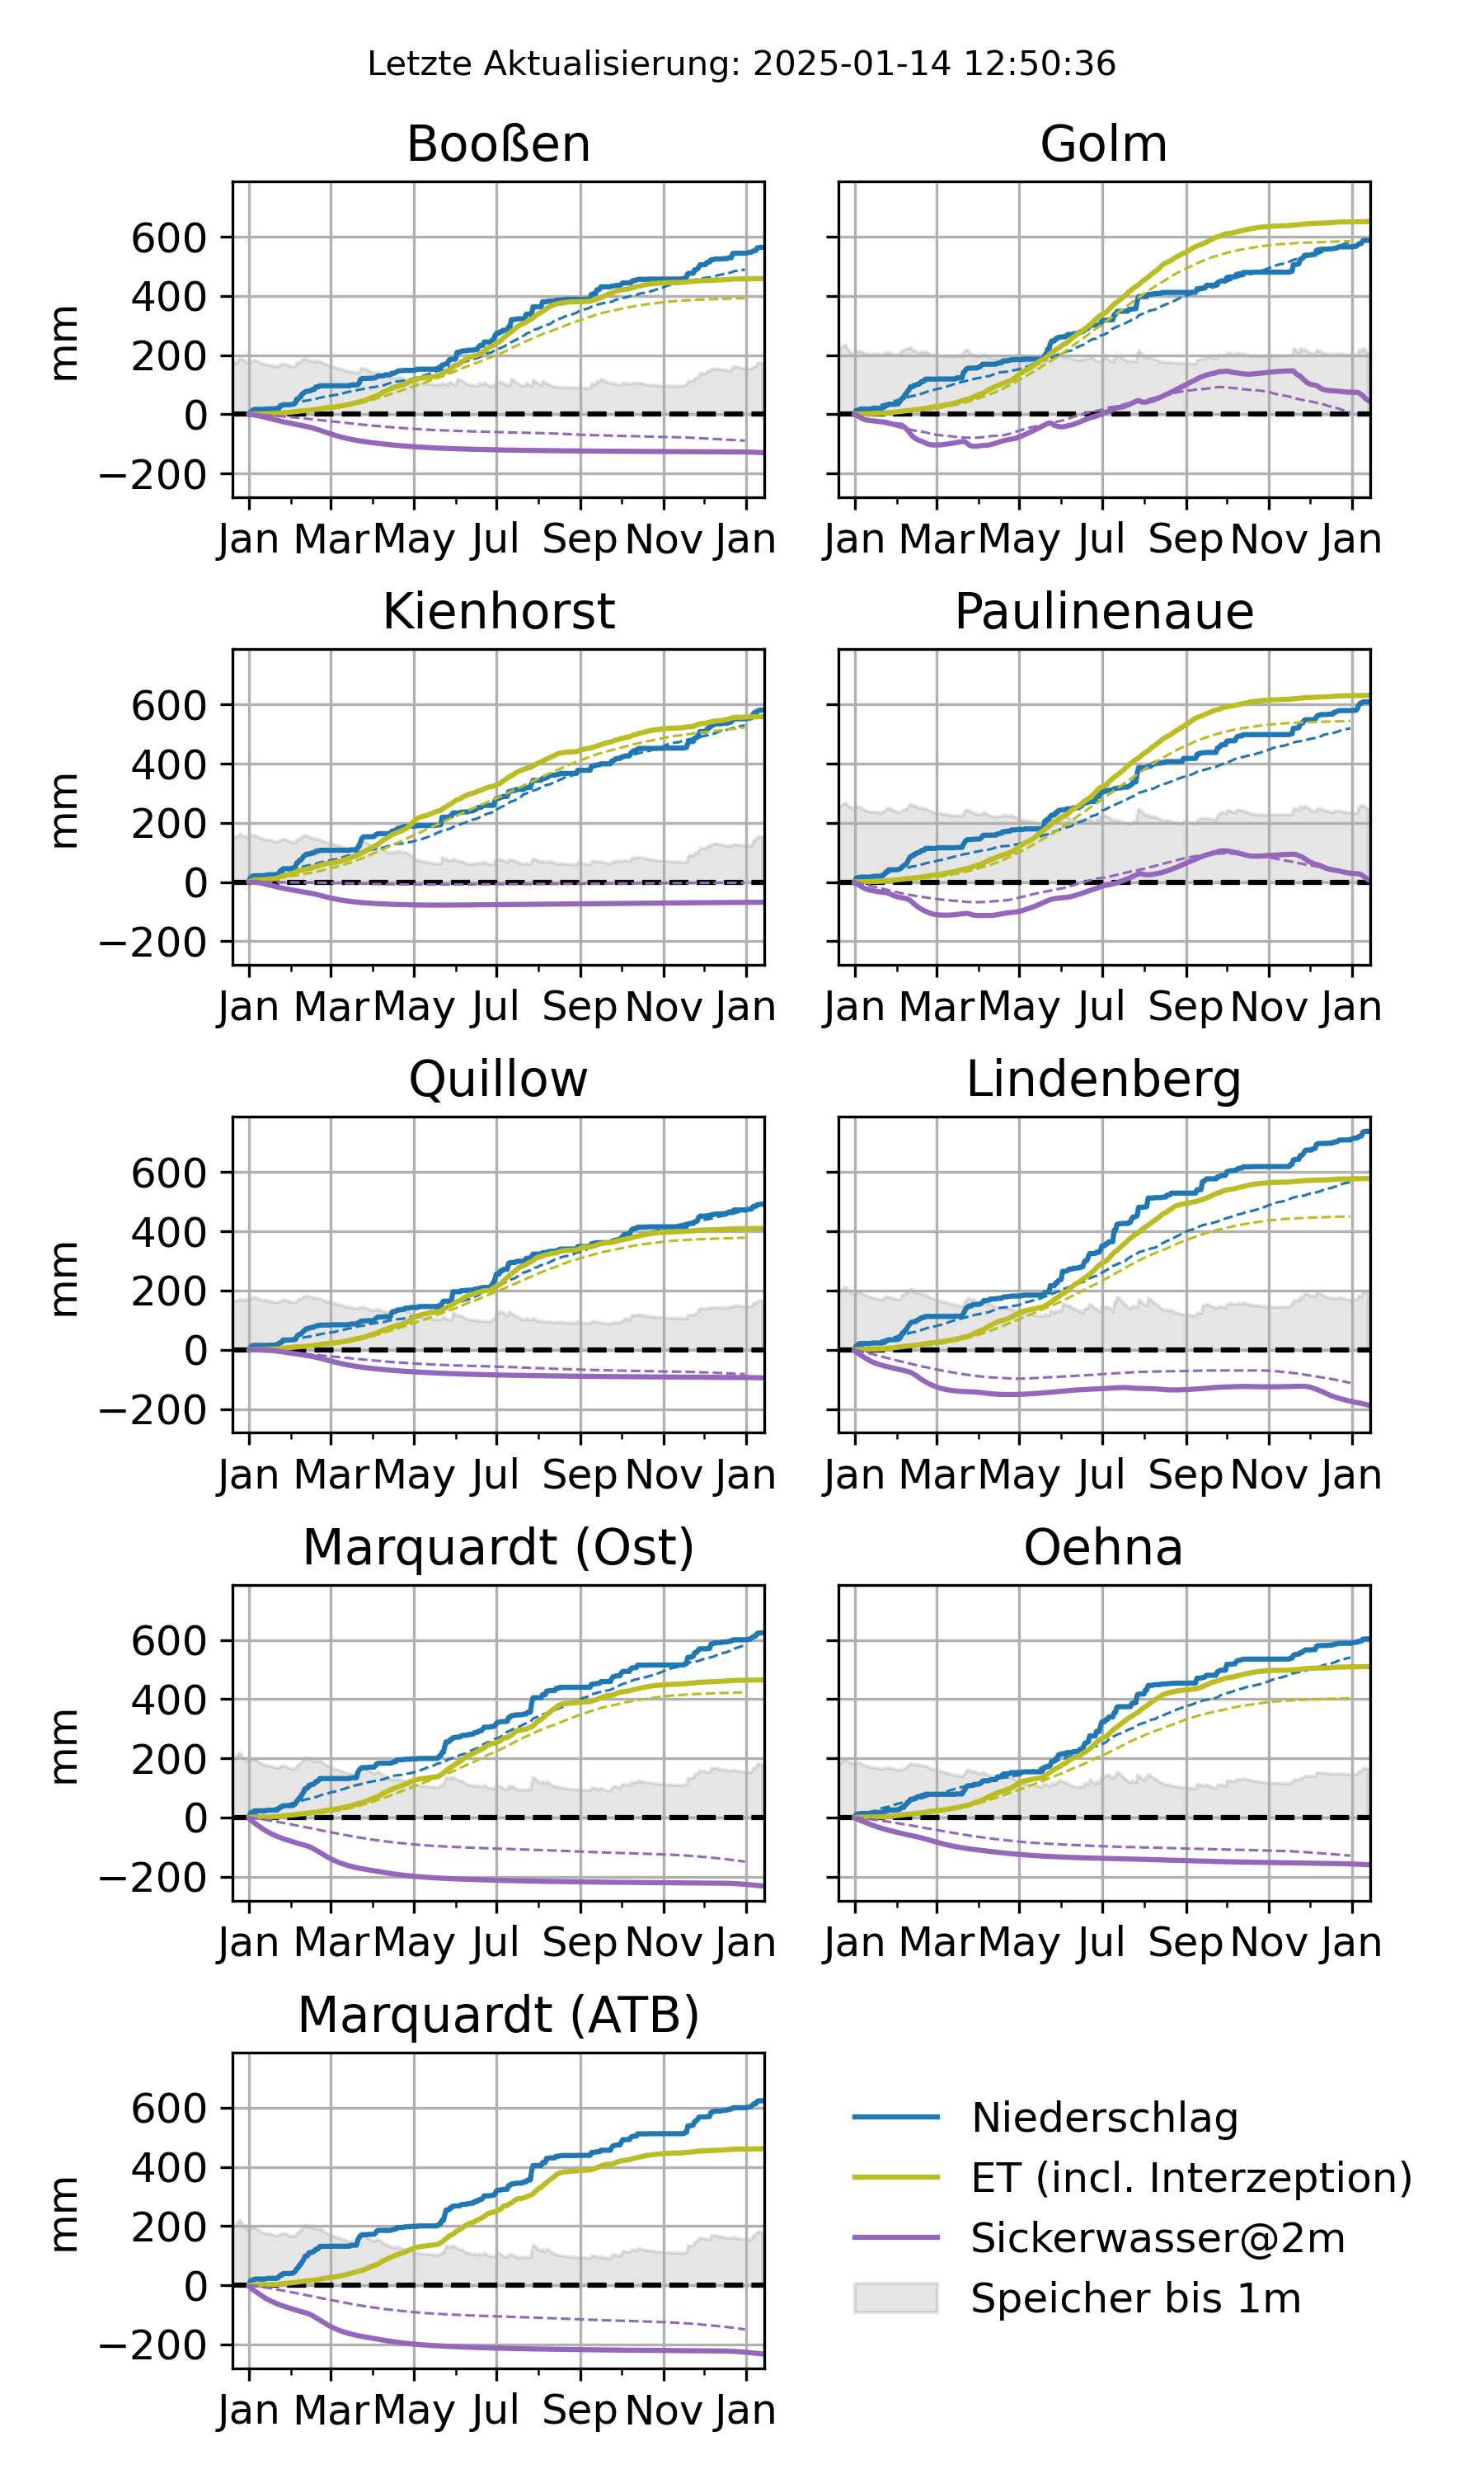 Letzte Aktualisierung: 2025-01-14 12:50:36
Booßen
Golm
mm
600
400
200
0
−200
Jan Mar May Jul Sep Nov Jan
Jan Mar May Jul Sep Nov Jan
Kienhorst
Paulinenaue
mm
600
400
200
0
−200
Jan Mar May Jul Sep Nov Jan
Jan Mar May Jul Sep Nov Jan
Quillow
Lindenberg
mm
600
400
200
0
−200
Jan Mar May Jul Sep Nov Jan
Jan Mar May Jul Sep Nov Jan
Marquardt (Ost)
Oehna
mm
600
400
200
0
−200
Jan Mar May Jul Sep Nov Jan
Jan Mar May Jul Sep Nov Jan
Marquardt (ATB)
mm
600
400
200
0
−200
Jan Mar May Jul Sep Nov Jan
Niederschlag
ET (incl. Interzeption)
Sickerwasser@2m
Speicher bis 1m